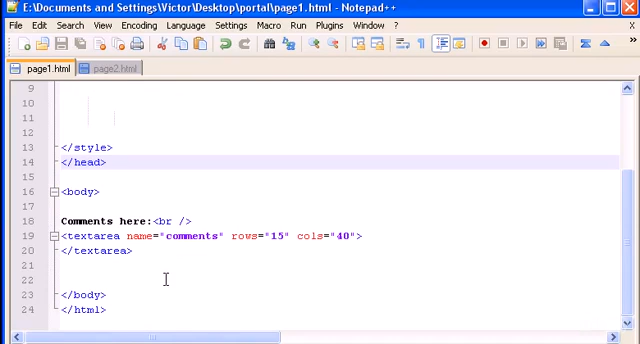 E:\Documents and Settings\Victor\Desktop\portal\page1.html - Notepad++
File Edit Search View Encoding Language Settings Macro Run Plugins Window ? X
page1.html page2.html
9
10
11
12
13 </style>
14 </head>
15
16 <body>
17
18 Comments here:<br />
19 <textarea name="comments" rows="15" cols="40">
20 </textarea>
21
22
23 </body>
24 </html>